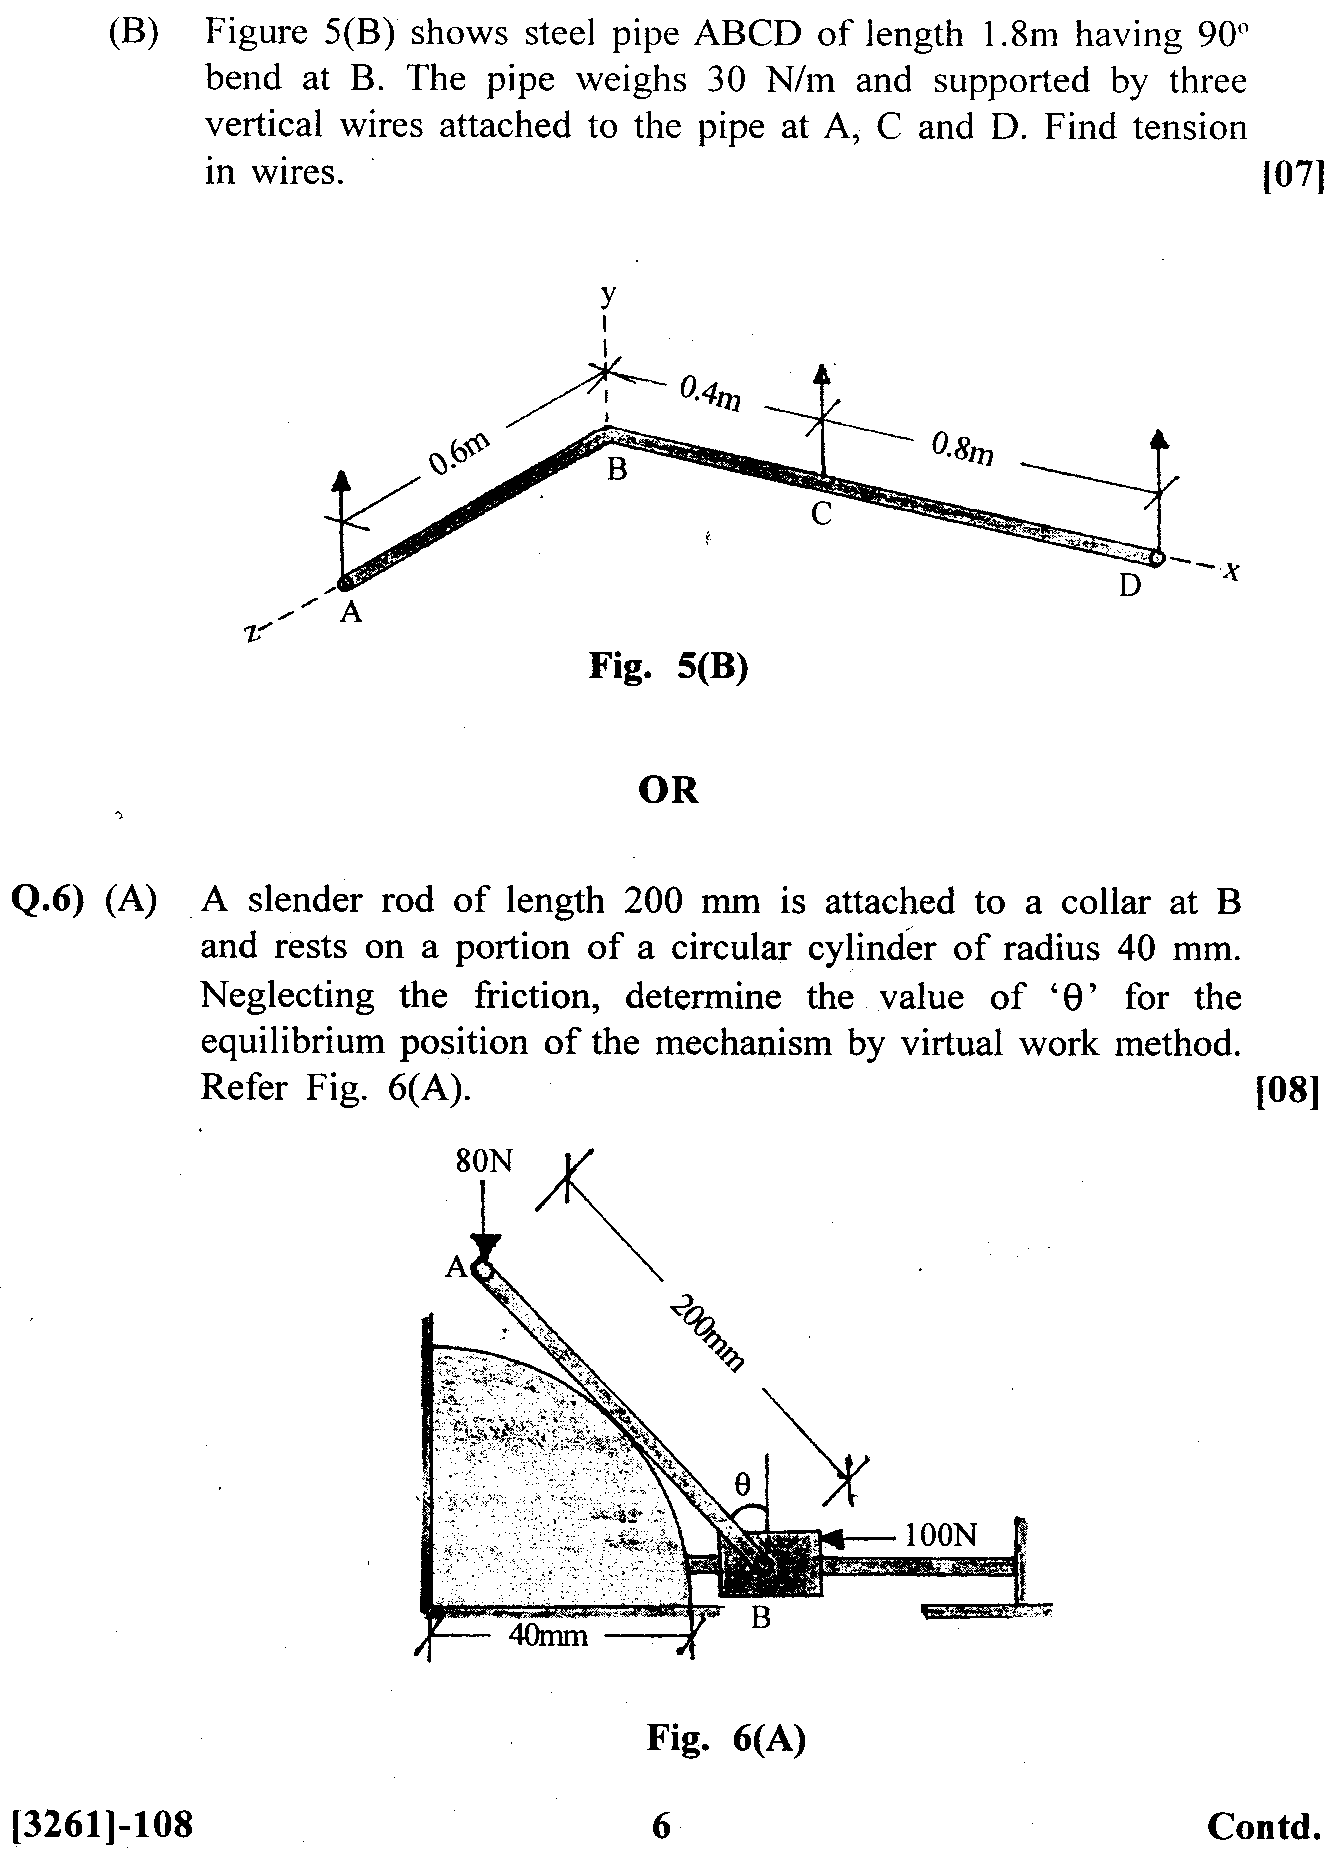 (B) Figure 5(B) shows steel pipe ABCD of length 1.8m having 90°
bend at B. The pipe weighs 30 N/m and supported by three
vertical wires attached to the pipe at A, C and D. Find tension
in wires. [07]
y
0.4m
0.6m
0.8m
B
C
D
x
A
z
Fig. 5(B)
OR
Q.6) (A) A slender rod of length 200 mm is attached to a collar at B
and rests on a portion of a circular cylinder of radius 40 mm.
Neglecting the friction, determine the value of ‘θ’ for the
equilibrium position of the mechanism by virtual work method.
Refer Fig. 6(A). [08]
80N
A
200mm
θ
100N
B
40mm
Fig. 6(A)
[3261]-108 6 Contd.